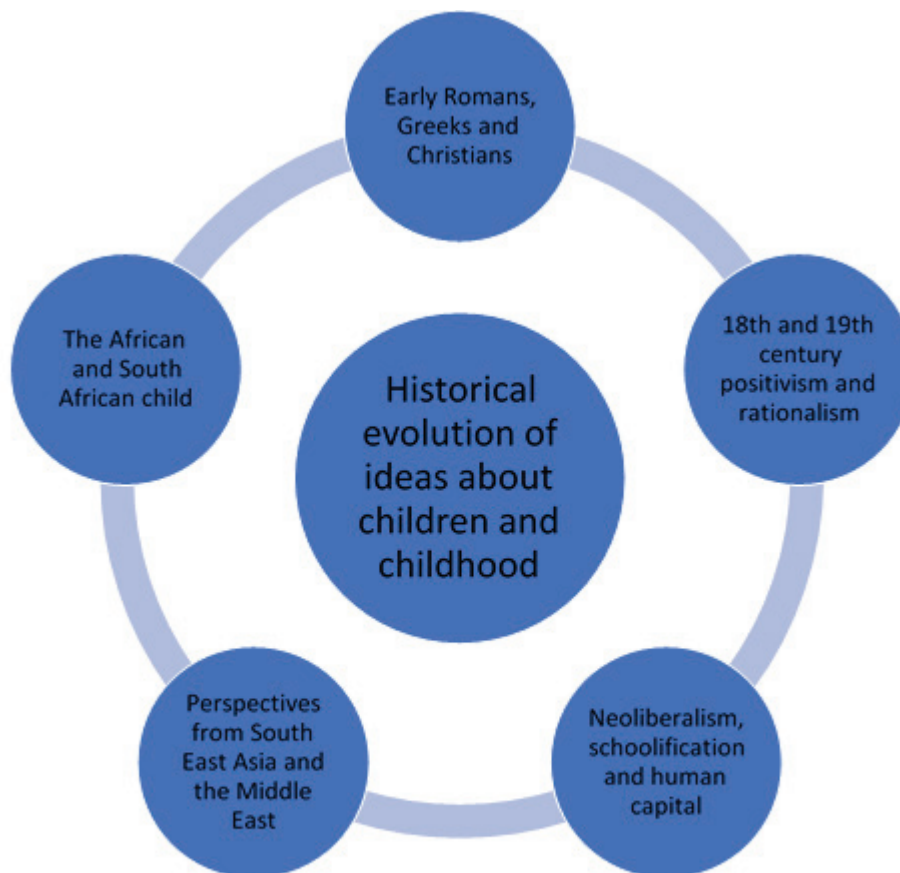 Early Romans,
Greeks and
Christians
18th and 19th
century
positivism and
rationalism
Neoliberalism,
schoolification
and human
capital
Perspectives
from South
East Asia and
the Middle
East
The African
and South
African child
Historical
evolution of
ideas about
children and
childhood